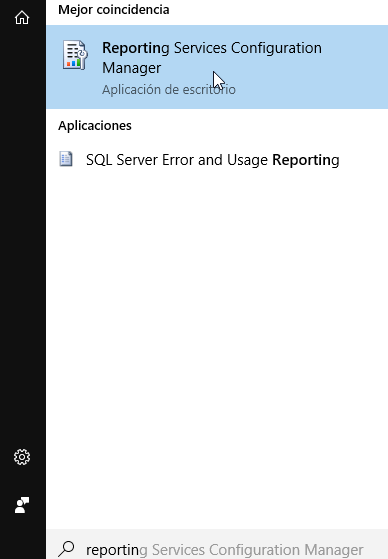 Mejor coincidencia
Reporting Services Configuration
Manager
Aplicación de escritorio
Aplicaciones
SQL Server Error and Usage Reporting
reporting Services Configuration Manager